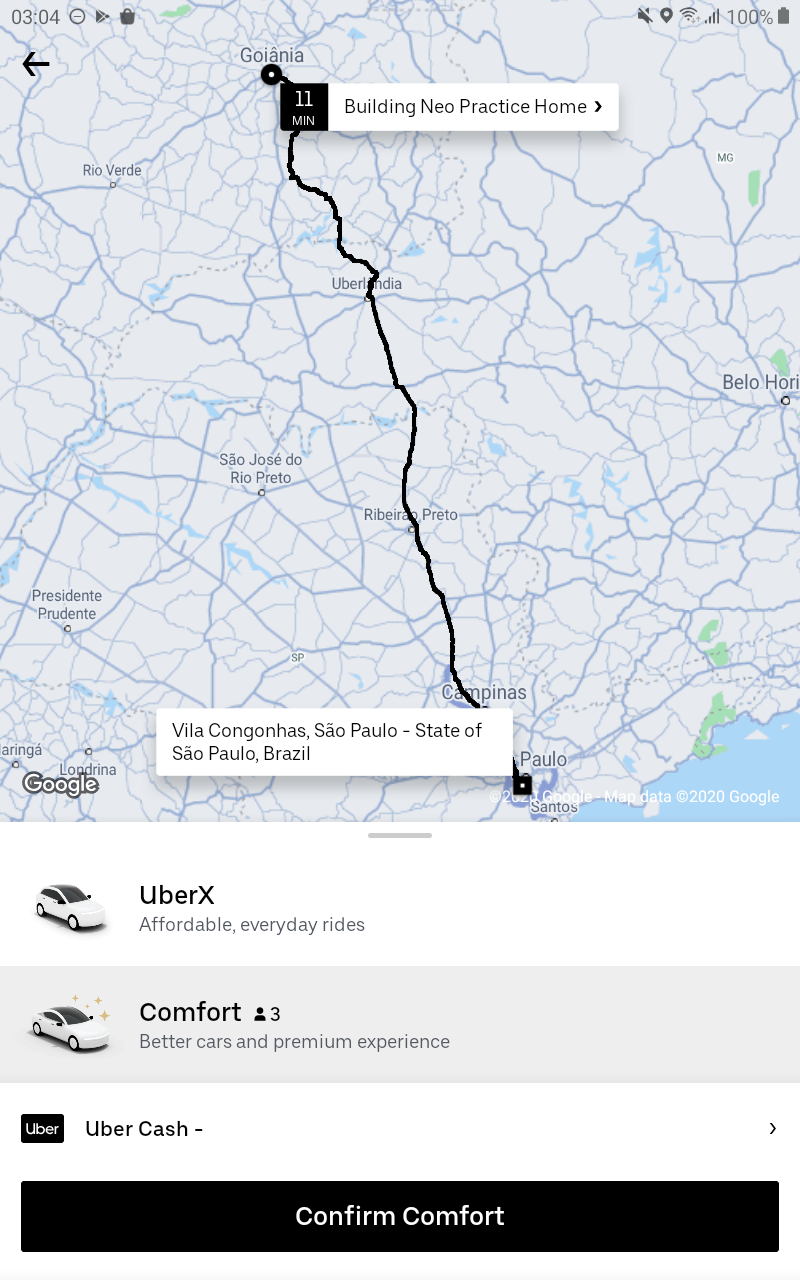 03:04
100%
Goiânia
11
MIN
Building Neo Practice Home
MG
Rio Verde
Uberlândia
Belo Hori
São José do
Rio Preto
Ribeirão Preto
Presidente
Prudente
SP
Campinas
Vila Congonhas, São Paulo - State of
São Paulo, Brazil
aringá
Londrina
Paulo
Google
©2020 Google - Map data ©2020 Google
Santos
UberX
Affordable, everyday rides
Comfort 3
Better cars and premium experience
Uber
Uber Cash -
Confirm Comfort